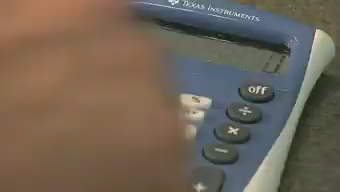 TEXAS INSTRUMENTS
off
÷
×
−
+